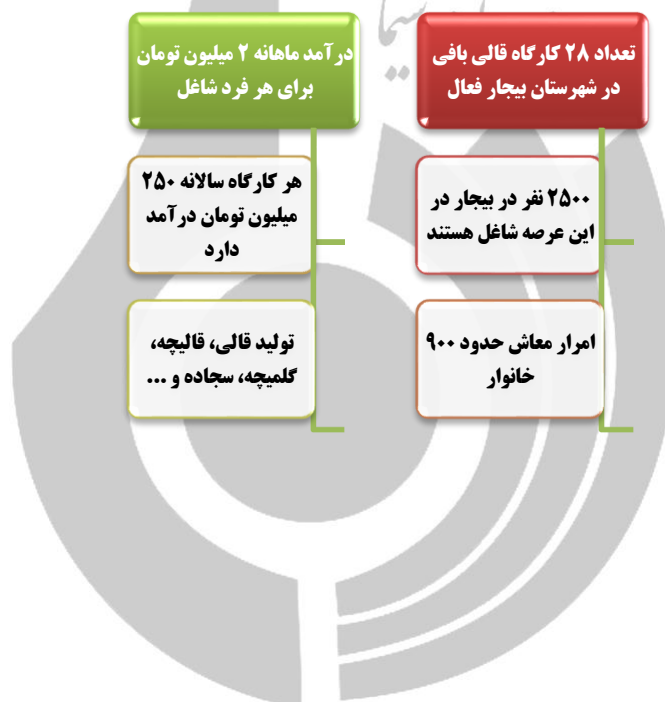 سیما
تعداد ۲۸ کارگاه قالی بافی
در شهرستان بیجار فعال
۲۵۰۰ نفر در بیجار در
این عرصه شاغل هستند
امرار معاش حدود ۹۰۰
خانوار
درآمد ماهانه ۲ میلیون تومان
برای هر فرد شاغل
هر کارگاه سالانه ۲۵۰
میلیون تومان درآمد
دارد
تولید قالی، قالیچه،
گلمیچه، سجاده و ...